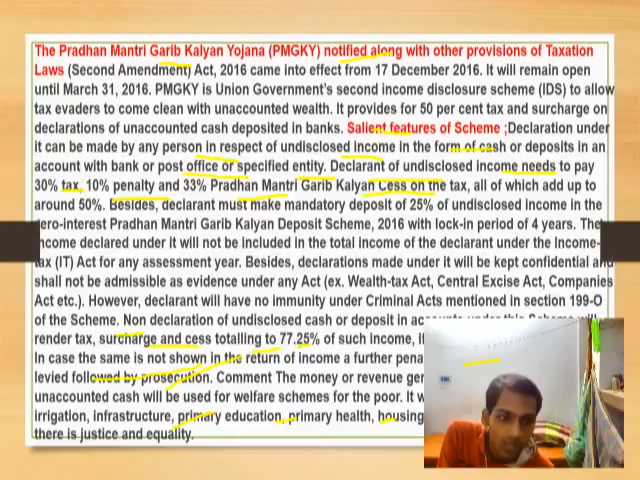 The Pradhan Mantri Garib Kalyan Yojana (PMGKY) notified along with other provisions of Taxation
Laws (Second Amendment) Act, 2016 came into effect from 17 December 2016. It will remain open
until March 31, 2016. PMGKY is Union Government's second income disclosure scheme (IDS) to allow
tax evaders to come clean with unaccounted wealth. It provides for 50 per cent tax and surcharge on
declarations of unaccounted cash deposited in banks. Salient features of Scheme ;Declaration under
it can be made by any person in respect of undisclosed income in the form of cash or deposits in an
account with bank or post office or specified entity. Declarant of undisclosed income needs to pay
30% tax, 10% penalty and 33% Pradhan Mantri Garib Kalyan Cess on the tax, all of which add up to
around 50%. Besides, declarant must make mandatory deposit of 25% of undisclosed income in the
zero-interest Pradhan Mantri Garib Kalyan Deposit Scheme, 2016 with lock-in period of 4 years. The
income declared under it will not be included in the total income of the declarant under the Income-
tax (IT) Act for any assessment year. Besides, declarations made under it will be kept confidential and
shall not be admissible as evidence under any Act (ex. Wealth-tax Act, Central Excise Act, Companies
Act etc.). However, declarant will have no immunity under Criminal Acts mentioned in section 199-O
of the Scheme. Non declaration of undisclosed cash or deposit in accounts under this Scheme will
render tax, surcharge and cess totalling to 77.25% of such income, if
In case the same is not shown in the return of income a further
levied followed by prosecution. Comment The money or revenue
unaccounted cash will be used for welfare schemes for the poor. It
irrigation, infrastructure, primary education, primary health, housing
there is justice and equality.